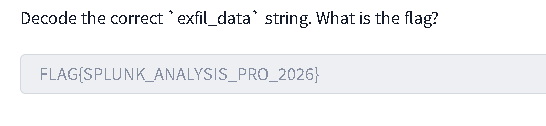 Decode the correct `exfil_data` string. What is the flag?
FLAG{SPLUNK_ANALYSIS_PRO_2026}